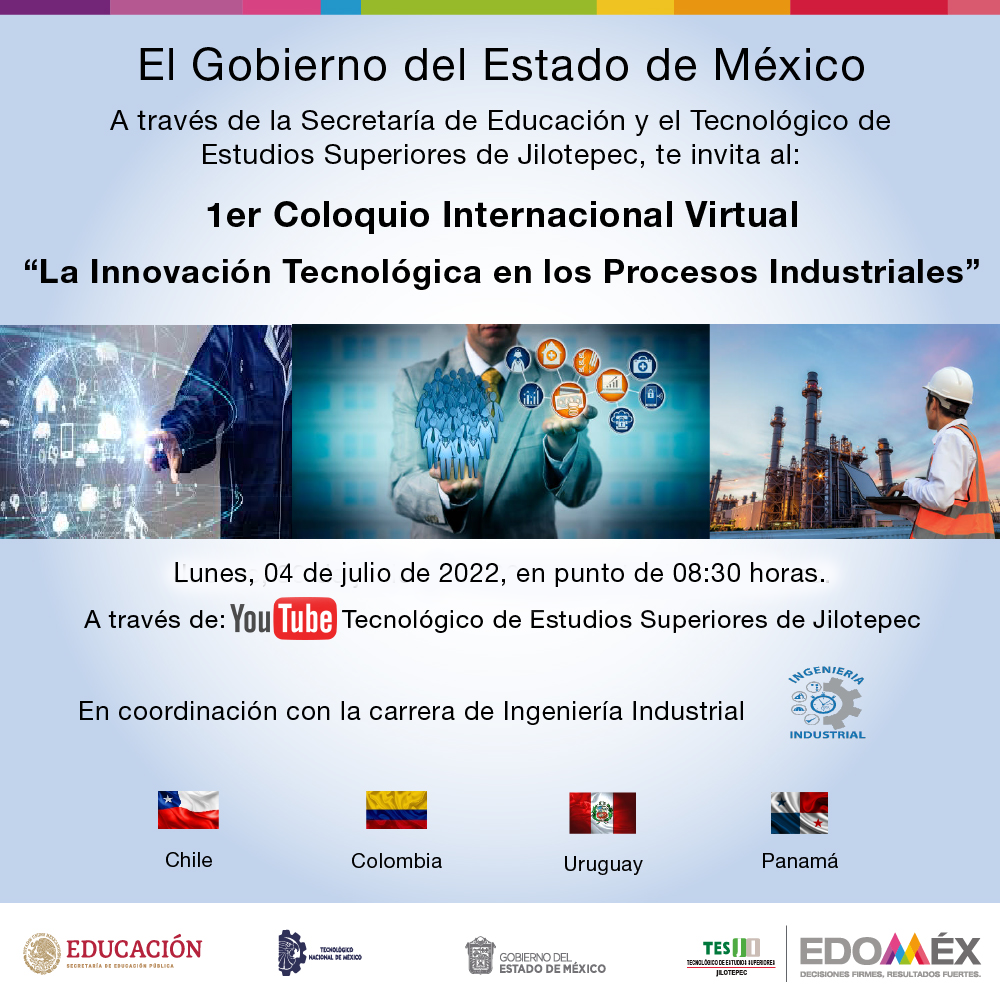 El Gobierno del Estado de México
A través de la Secretaría de Educación y el Tecnológico de
Estudios Superiores de Jilotepec, te invita al:
1er Coloquio Internacional Virtual
“La Innovación Tecnológica en los Procesos Industriales”
Lunes, 04 de julio de 2022, en punto de 08:30 horas.
A través de: YouTube Tecnológico de Estudios Superiores de Jilotepec
INGENIERIA
En coordinación con la carrera de Ingeniería Industrial
INDUSTRIAL
Chile
Colombia
Uruguay
Panamá
EDUCACIÓN
SECRETARÍA DE EDUCACIÓN PÚBLICA
TECNOLÓGICO
NACIONAL DE MÉXICO
GOBIERNO DEL
ESTADO DE MÉXICO
TESJI
TECNOLÓGICO DE ESTUDIOS SUPERIORES
JILOTEPEC
EDOMÉX
DECISIONES FIRMES, RESULTADOS FUERTES.